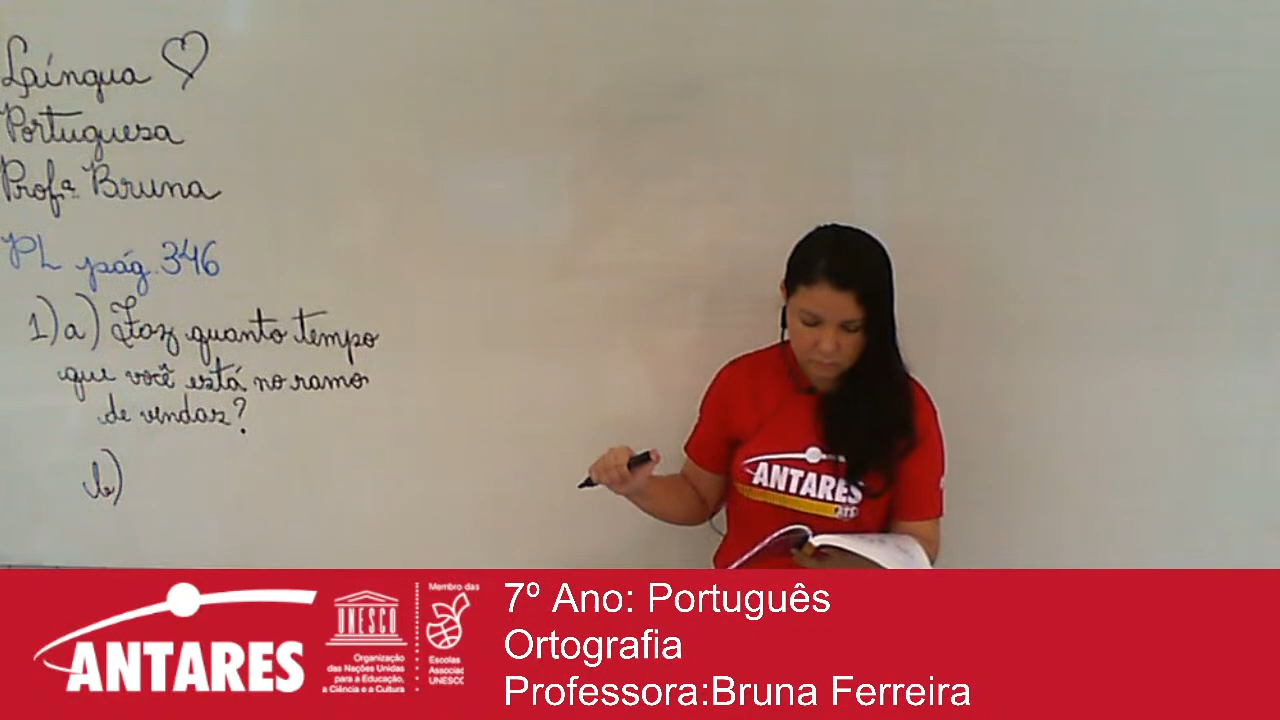 Língua
Portuguesa
Profª Bruna
PL pág. 346
1) a) Faz quanto tempo
que você está no ramo
de vendas?
b)
ANTARES
ANTARES
UNESCO
Organização
das Nações Unidas
para a Educação,
a Ciência e a Cultura
Membro das
Escolas
Associad
UNESCO
7º Ano: Português
Ortografia
Professora:Bruna Ferreira